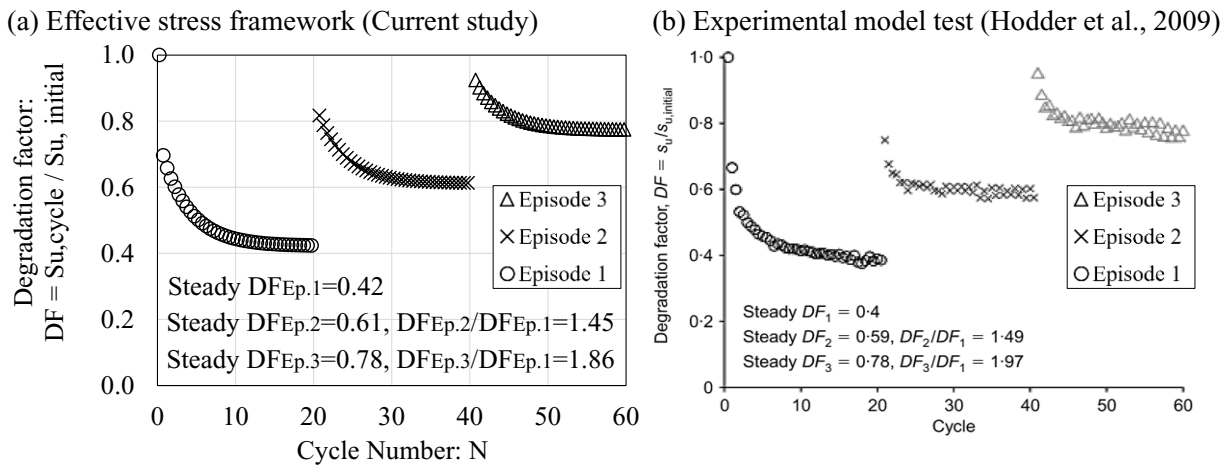 (a) Effective stress framework (Current study)
Degradation factor:
DF = Su,cycle / Su, initial
1.0
0.8
0.6
0.4
0.2
0.0
0
10
20
30
40
50
60
Cycle Number: N
Episode 3
Episode 2
Episode 1
Steady DFEp.1=0.42
Steady DFEp.2=0.61, DFEp.2/DFEp.1=1.45
Steady DFEp.3=0.78, DFEp.3/DFEp.1=1.86
(b) Experimental model test (Hodder et al., 2009)
Degradation factor, DF = su/su,initial
1·0
0·8
0·6
0·4
0·2
0
0
10
20
30
40
50
60
Cycle
Episode 3
Episode 2
Episode 1
Steady DF1 = 0·4
Steady DF2 = 0·59, DF2/DF1 = 1·49
Steady DF3 = 0·78, DF3/DF1 = 1·97